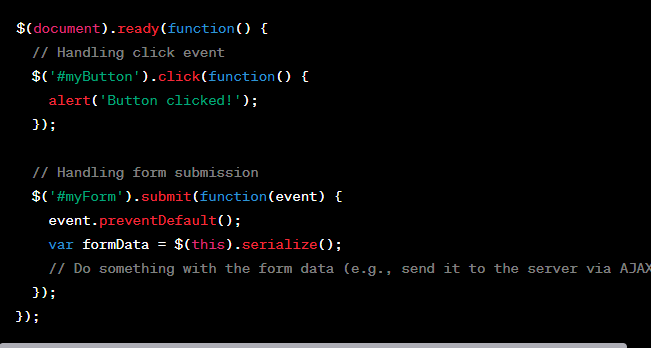 $(document).ready(function() {
  // Handling click event
  $('#myButton').click(function() {
    alert('Button clicked!');
  });

  // Handling form submission
  $('#myForm').submit(function(event) {
    event.preventDefault();
    var formData = $(this).serialize();
    // Do something with the form data (e.g., send it to the server via AJAX
  });
});